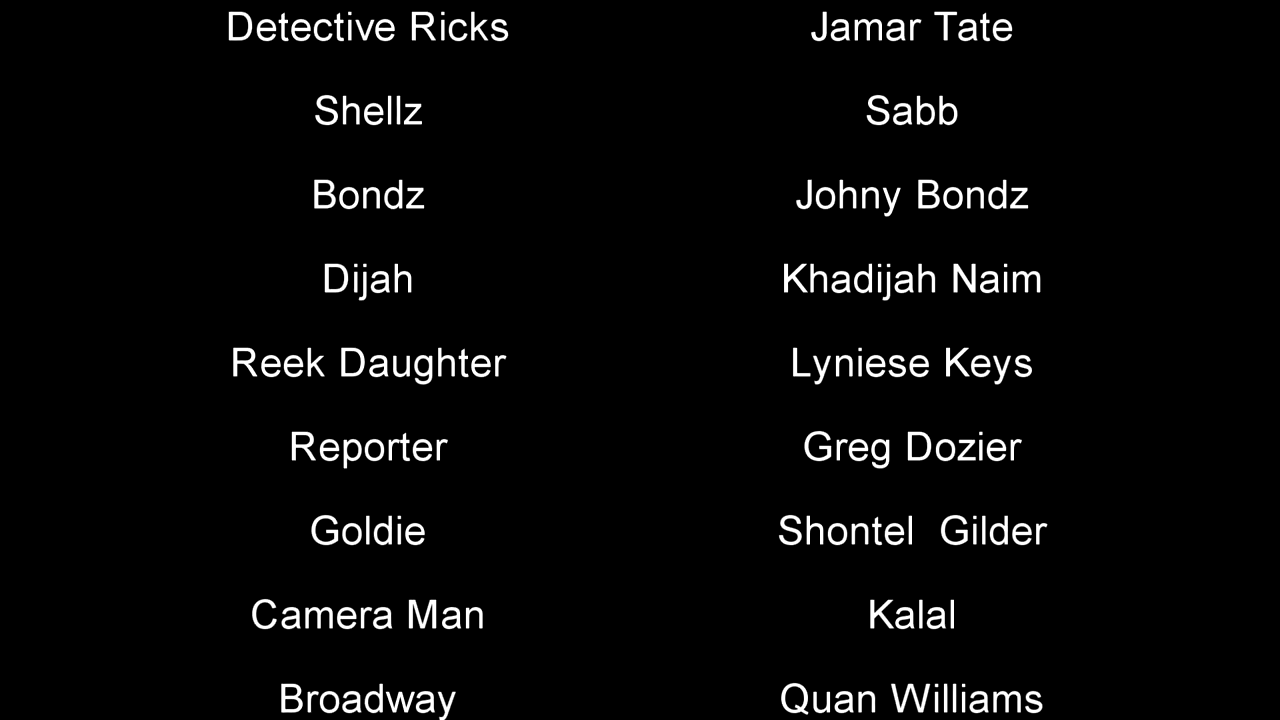 Detective Ricks Jamar Tate
Shellz Sabb
Bondz Johny Bondz
Dijah Khadijah Naim
Reek Daughter Lyniese Keys
Reporter Greg Dozier
Goldie Shontel  Gilder
Camera Man Kalal
Broadway Quan Williams